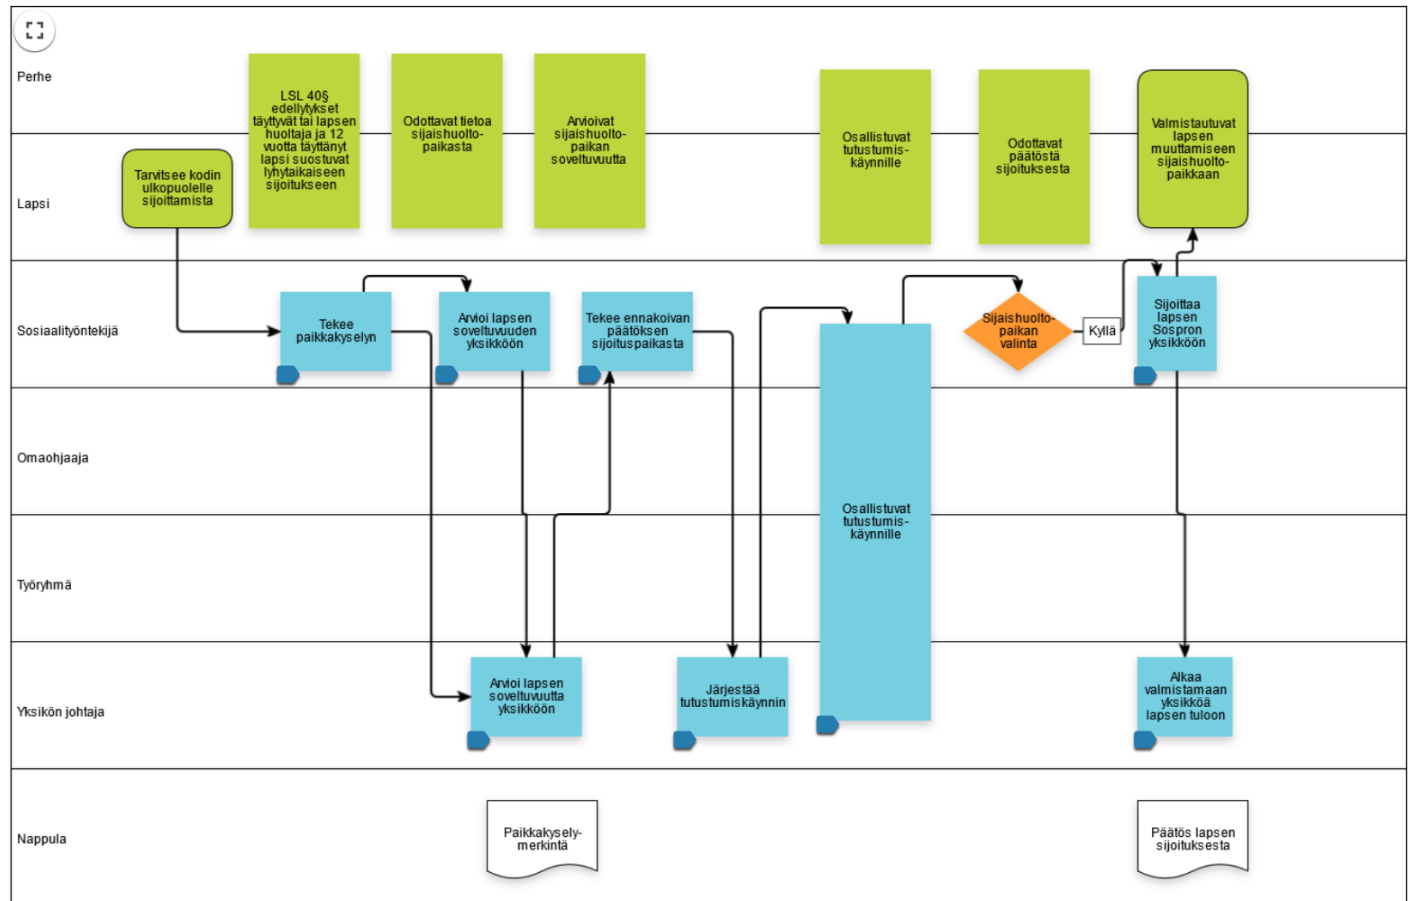 Perhe
LSL 40§
edellytykset
täyttyvät tai lapsen
huoltaja ja 12
vuotta täyttänyt
lapsi suostuvat
lyhytaikaiseen
sijoitukseen
Odottavat tietoa
sijaishuolto-
paikasta
Arvioivat
sijaishuolto-
paikan
soveltuvuutta
Osallistuvat
tutustumis-
käynnille
Odottavat
päätöstä
sijoituksesta
Valmistautuvat
lapsen
muuttamiseen
sijaishuolto-
paikkaan
Lapsi
Tarvitsee kodin
ulkopuolelle
sijoittamista
Sosiaalityöntekijä
Tekee
paikkakyselyn
Arvioi lapsen
soveltuvuuden
yksikköön
Tekee ennakoivan
päätöksen
sijoituspaikasta
Sijaishuolto-
paikan
valinta
Kyllä
Sijoittaa
lapsen
Sospron
yksikköön
Omaohjaaja
Osallistuvat
tutustumis-
käynnille
Työryhmä
Yksikön johtaja
Arvioi lapsen
soveltuvuutta
yksikköön
Järjestää
tutustumiskäynnin
Alkaa
valmistamaan
yksikköä
lapsen tuloon
Nappula
Paikkakysely-
merkintä
Päätös lapsen
sijoituksesta